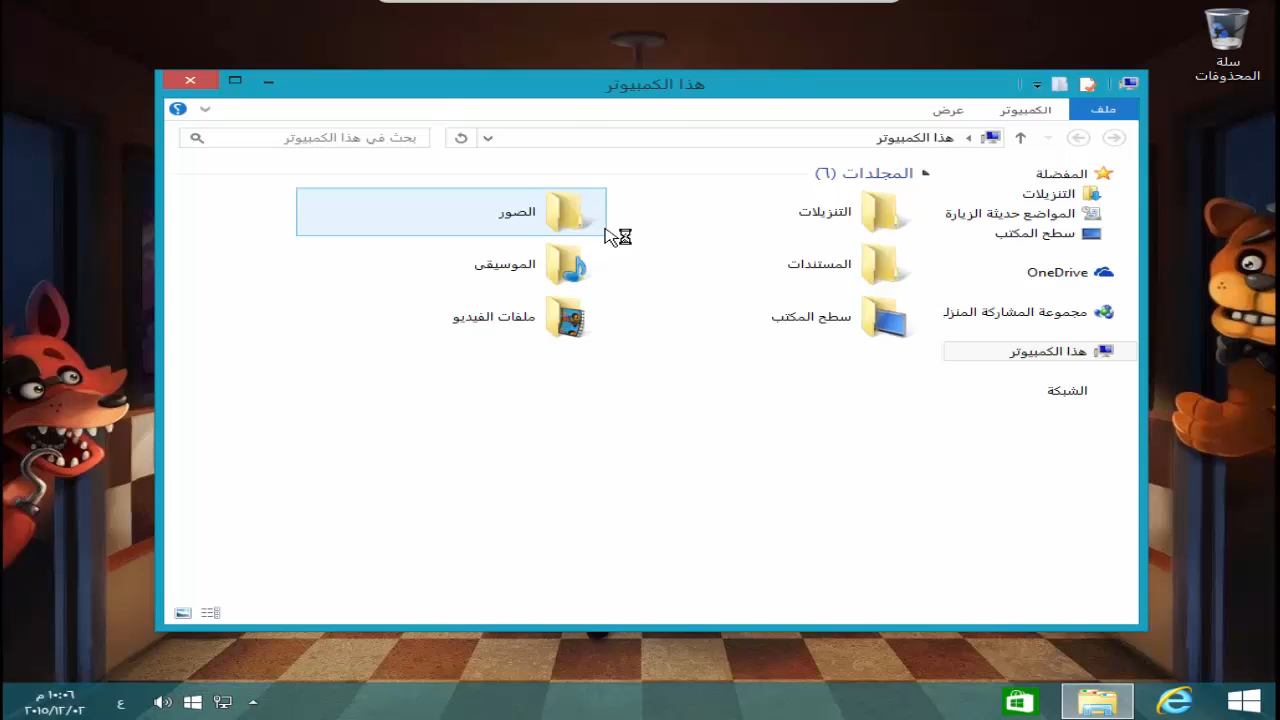 سلة
المحذوفات
هذا الكمبيوتر
ملف
الكمبيوتر
عرض
هذا الكمبيوتر
بحث في هذا الكمبيوتر
المفضلة
التنزيلات
المواضع حديثة الزيارة
سطح المكتب
OneDrive
مجموعة المشاركة المنزل
هذا الكمبيوتر
الشبكة
المجلدات (٦)
التنزيلات
الصور
المستندات
الموسيقى
سطح المكتب
ملفات الفيديو
ع
١٠:٠٦ م
٢٠١٥/١٢/٠٢